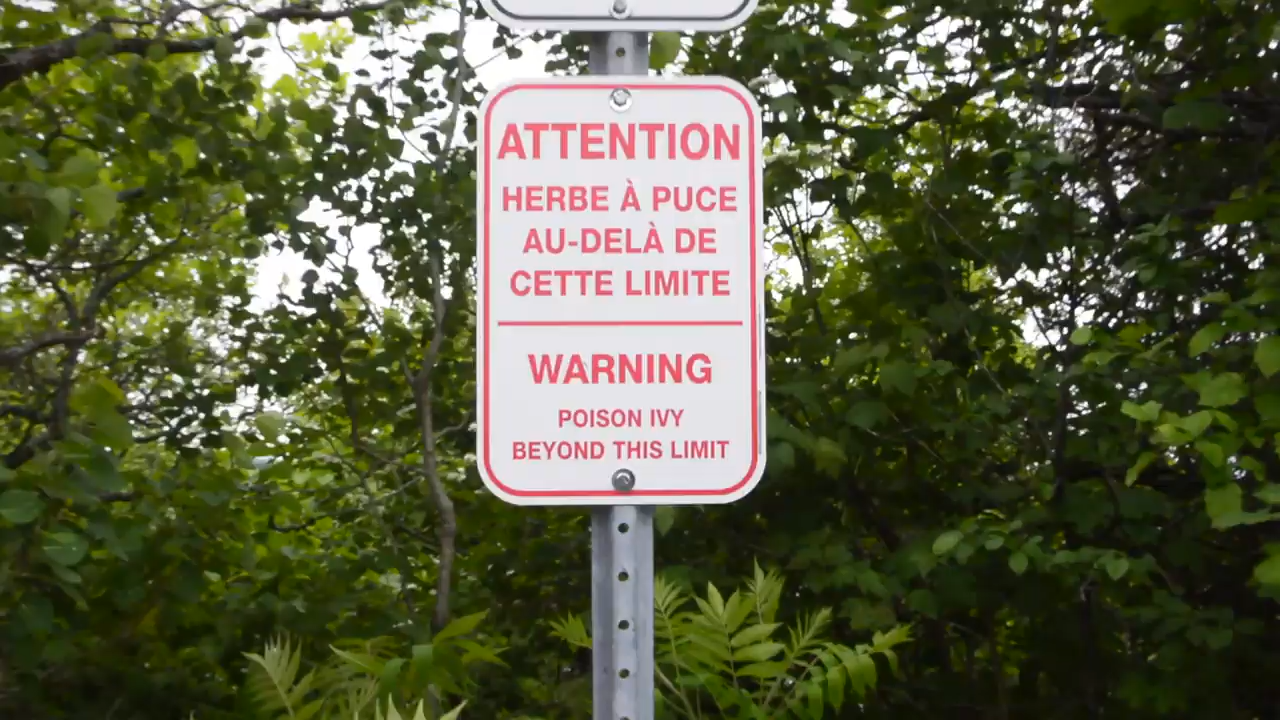 ATTENTION
HERBE À PUCE
AU-DELÀ DE
CETTE LIMITE
WARNING
POISON IVY
BEYOND THIS LIMIT